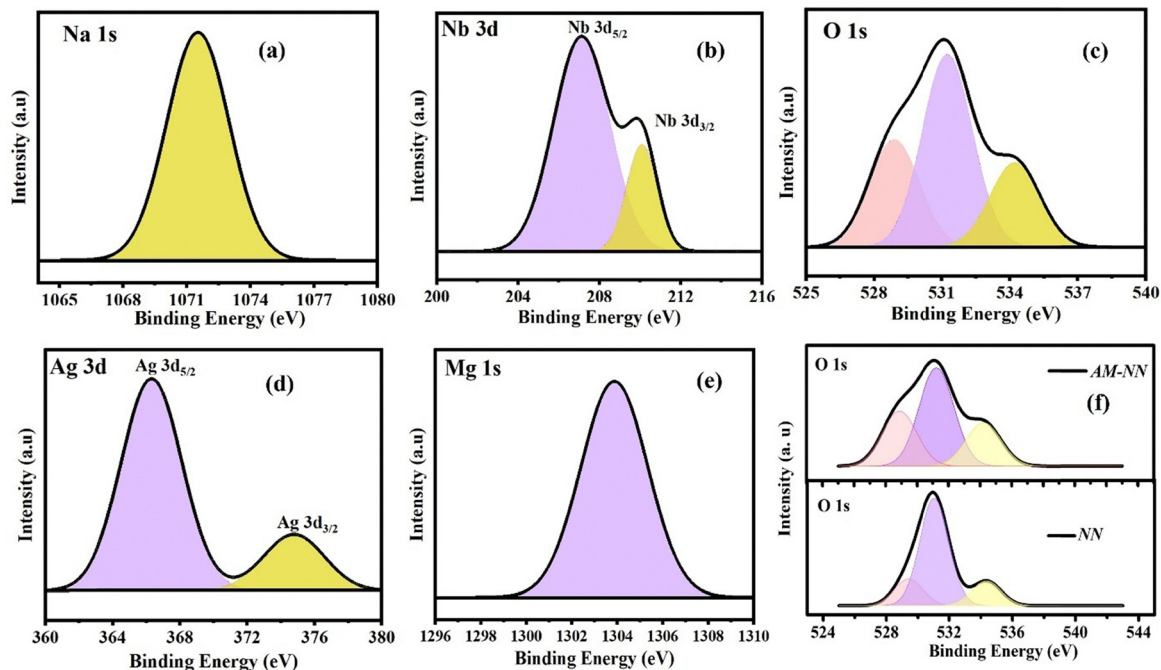 Na 1s
(a)
Intensity (a.u)
1065 1068 1071 1074 1077 1080
Binding Energy (eV)
Nb 3d
Nb 3d5/2
(b)
Nb 3d3/2
Intensity (a.u)
200 204 208 212 216
Binding Energy (eV)
O 1s
(c)
Intensity (a.u)
525 528 531 534 537 540
Binding Energy (eV)
Ag 3d
Ag 3d5/2
(d)
Ag 3d3/2
Intensity (a.u)
360 364 368 372 376 380
Binding Energy (eV)
Mg 1s
(e)
Intensity (a.u)
1296 1298 1300 1302 1304 1306 1308 1310
Binding Energy (eV)
O 1s
AM-NN
(f)
O 1s
NN
Intensity (a. u)
524 528 532 536 540 544
Binding Energy (eV)